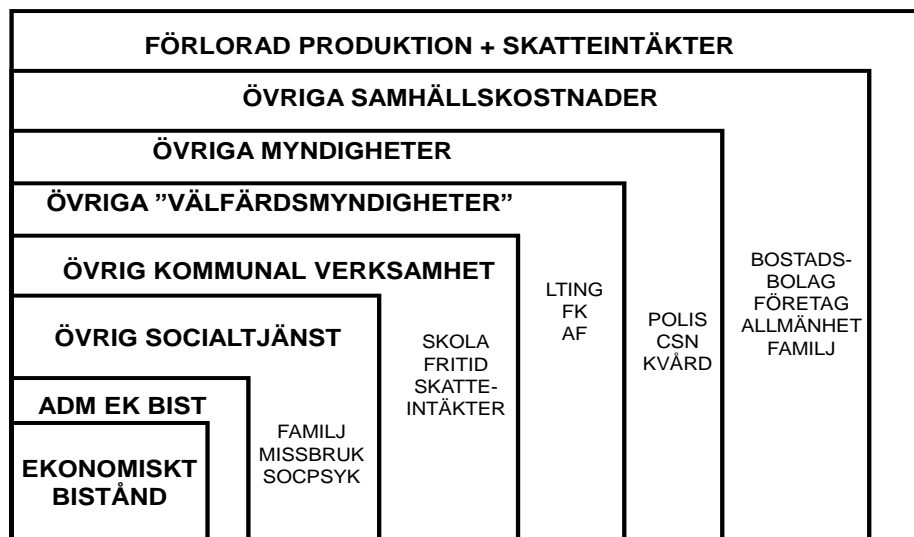 FÖRLORAD PRODUKTION + SKATTEINTÄKTER
ÖVRIGA SAMHÄLLSKOSTNADER
ÖVRIGA MYNDIGHETER
ÖVRIGA ”VÄLFÄRDSMYNDIGHETER”
ÖVRIG KOMMUNAL VERKSAMHET
ÖVRIG SOCIALTJÄNST
ADM EK BIST
EKONOMISKT
BISTÅND
FAMILJ
MISSBRUK
SOCPSYK
SKOLA
FRITID
SKATTE-
INTÄKTER
LTING
FK
AF
POLIS
CSN
KVÅRD
BOSTADS-
BOLAG
FÖRETAG
ALLMÄNHET
FAMILJ